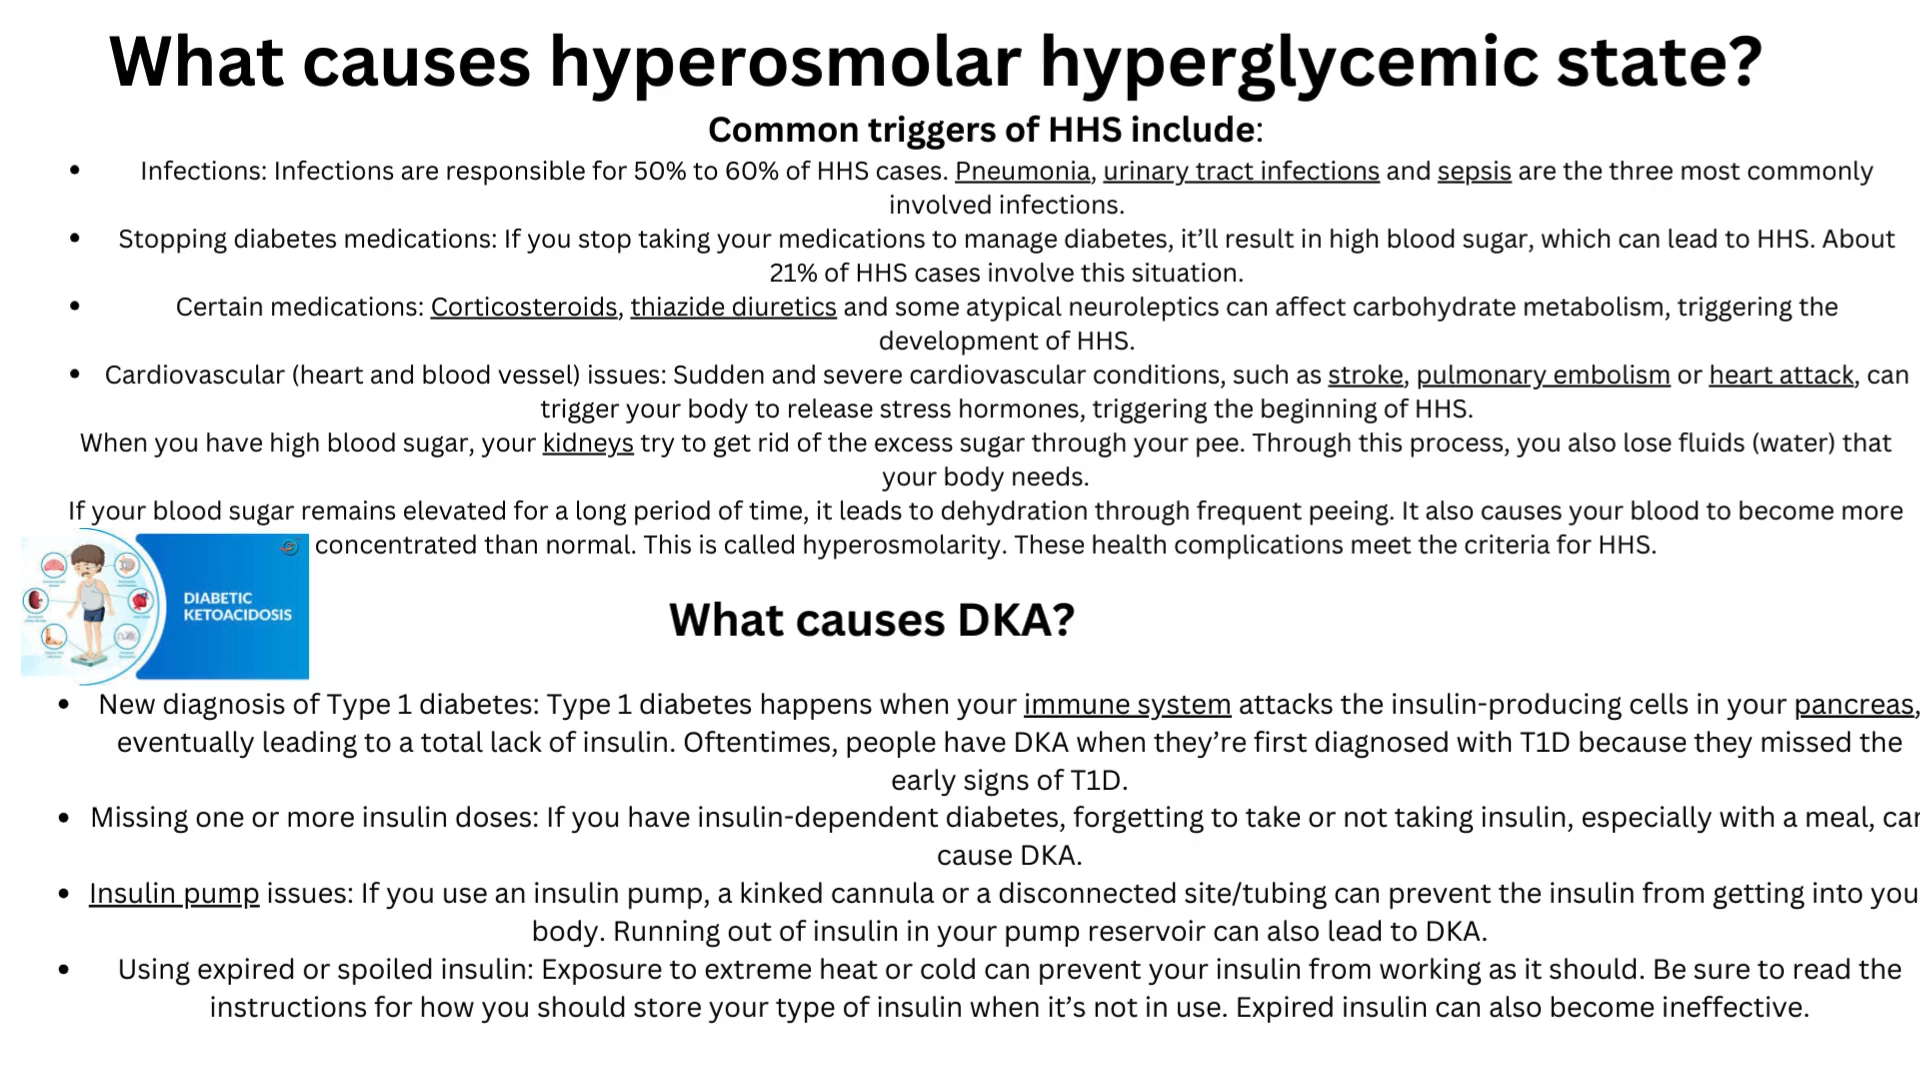 What causes hyperosmolar hyperglycemic state?
Common triggers of HHS include:
• Infections: Infections are responsible for 50% to 60% of HHS cases. Pneumonia, urinary tract infections and sepsis are the three most commonly
involved infections.
• Stopping diabetes medications: If you stop taking your medications to manage diabetes, it’ll result in high blood sugar, which can lead to HHS. About
21% of HHS cases involve this situation.
• Certain medications: Corticosteroids, thiazide diuretics and some atypical neuroleptics can affect carbohydrate metabolism, triggering the
development of HHS.
• Cardiovascular (heart and blood vessel) issues: Sudden and severe cardiovascular conditions, such as stroke, pulmonary embolism or heart attack, can
trigger your body to release stress hormones, triggering the beginning of HHS.
When you have high blood sugar, your kidneys try to get rid of the excess sugar through your pee. Through this process, you also lose fluids (water) that
your body needs.
If your blood sugar remains elevated for a long period of time, it leads to dehydration through frequent peeing. It also causes your blood to become more
concentrated than normal. This is called hyperosmolarity. These health complications meet the criteria for HHS.
DIABETIC
KETOACIDOSIS
What causes DKA?
• New diagnosis of Type 1 diabetes: Type 1 diabetes happens when your immune system attacks the insulin-producing cells in your pancreas,
eventually leading to a total lack of insulin. Oftentimes, people have DKA when they’re first diagnosed with T1D because they missed the
early signs of T1D.
• Missing one or more insulin doses: If you have insulin-dependent diabetes, forgetting to take or not taking insulin, especially with a meal, can
cause DKA.
• Insulin pump issues: If you use an insulin pump, a kinked cannula or a disconnected site/tubing can prevent the insulin from getting into you
body. Running out of insulin in your pump reservoir can also lead to DKA.
• Using expired or spoiled insulin: Exposure to extreme heat or cold can prevent your insulin from working as it should. Be sure to read the
instructions for how you should store your type of insulin when it’s not in use. Expired insulin can also become ineffective.